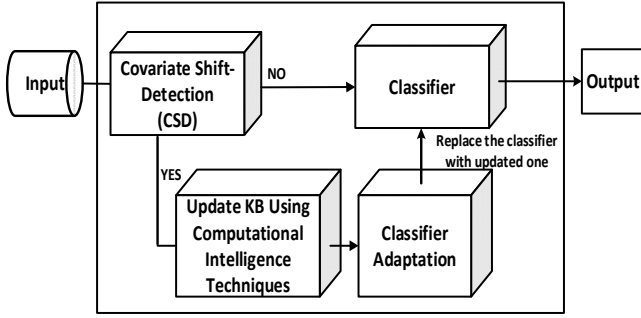 Input
Covariate Shift-
Detection
(CSD)
NO
Classifier
Output
Replace the classifier
with updated one
YES
Update KB Using
Computational
Intelligence
Techniques
Classifier
Adaptation